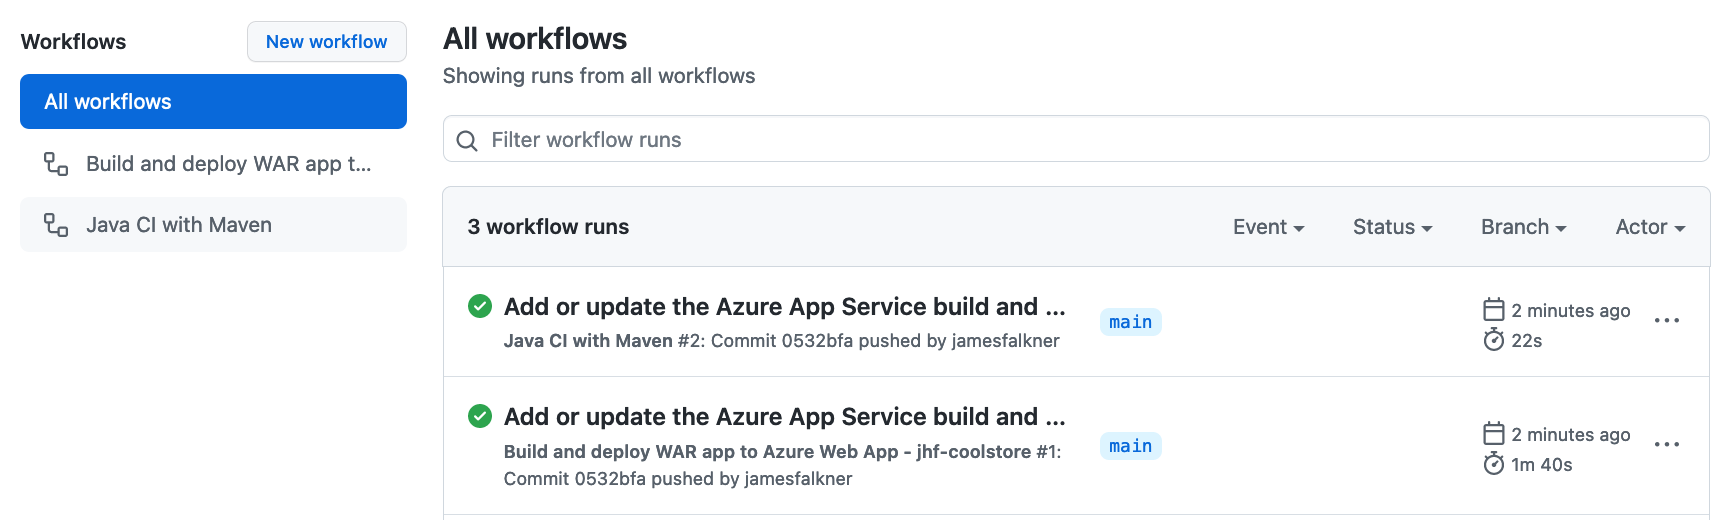 Workflows
New workflow
All workflows
Build and deploy WAR app t...
Java CI with Maven
All workflows
Showing runs from all workflows
Filter workflow runs
3 workflow runs
Event
Status
Branch
Actor
Add or update the Azure App Service build and ...
Java CI with Maven #2: Commit 0532bfa pushed by jamesfalkner
main
2 minutes ago
22s
Add or update the Azure App Service build and ...
Build and deploy WAR app to Azure Web App - jhf-coolstore #1:
Commit 0532bfa pushed by jamesfalkner
main
2 minutes ago
1m 40s